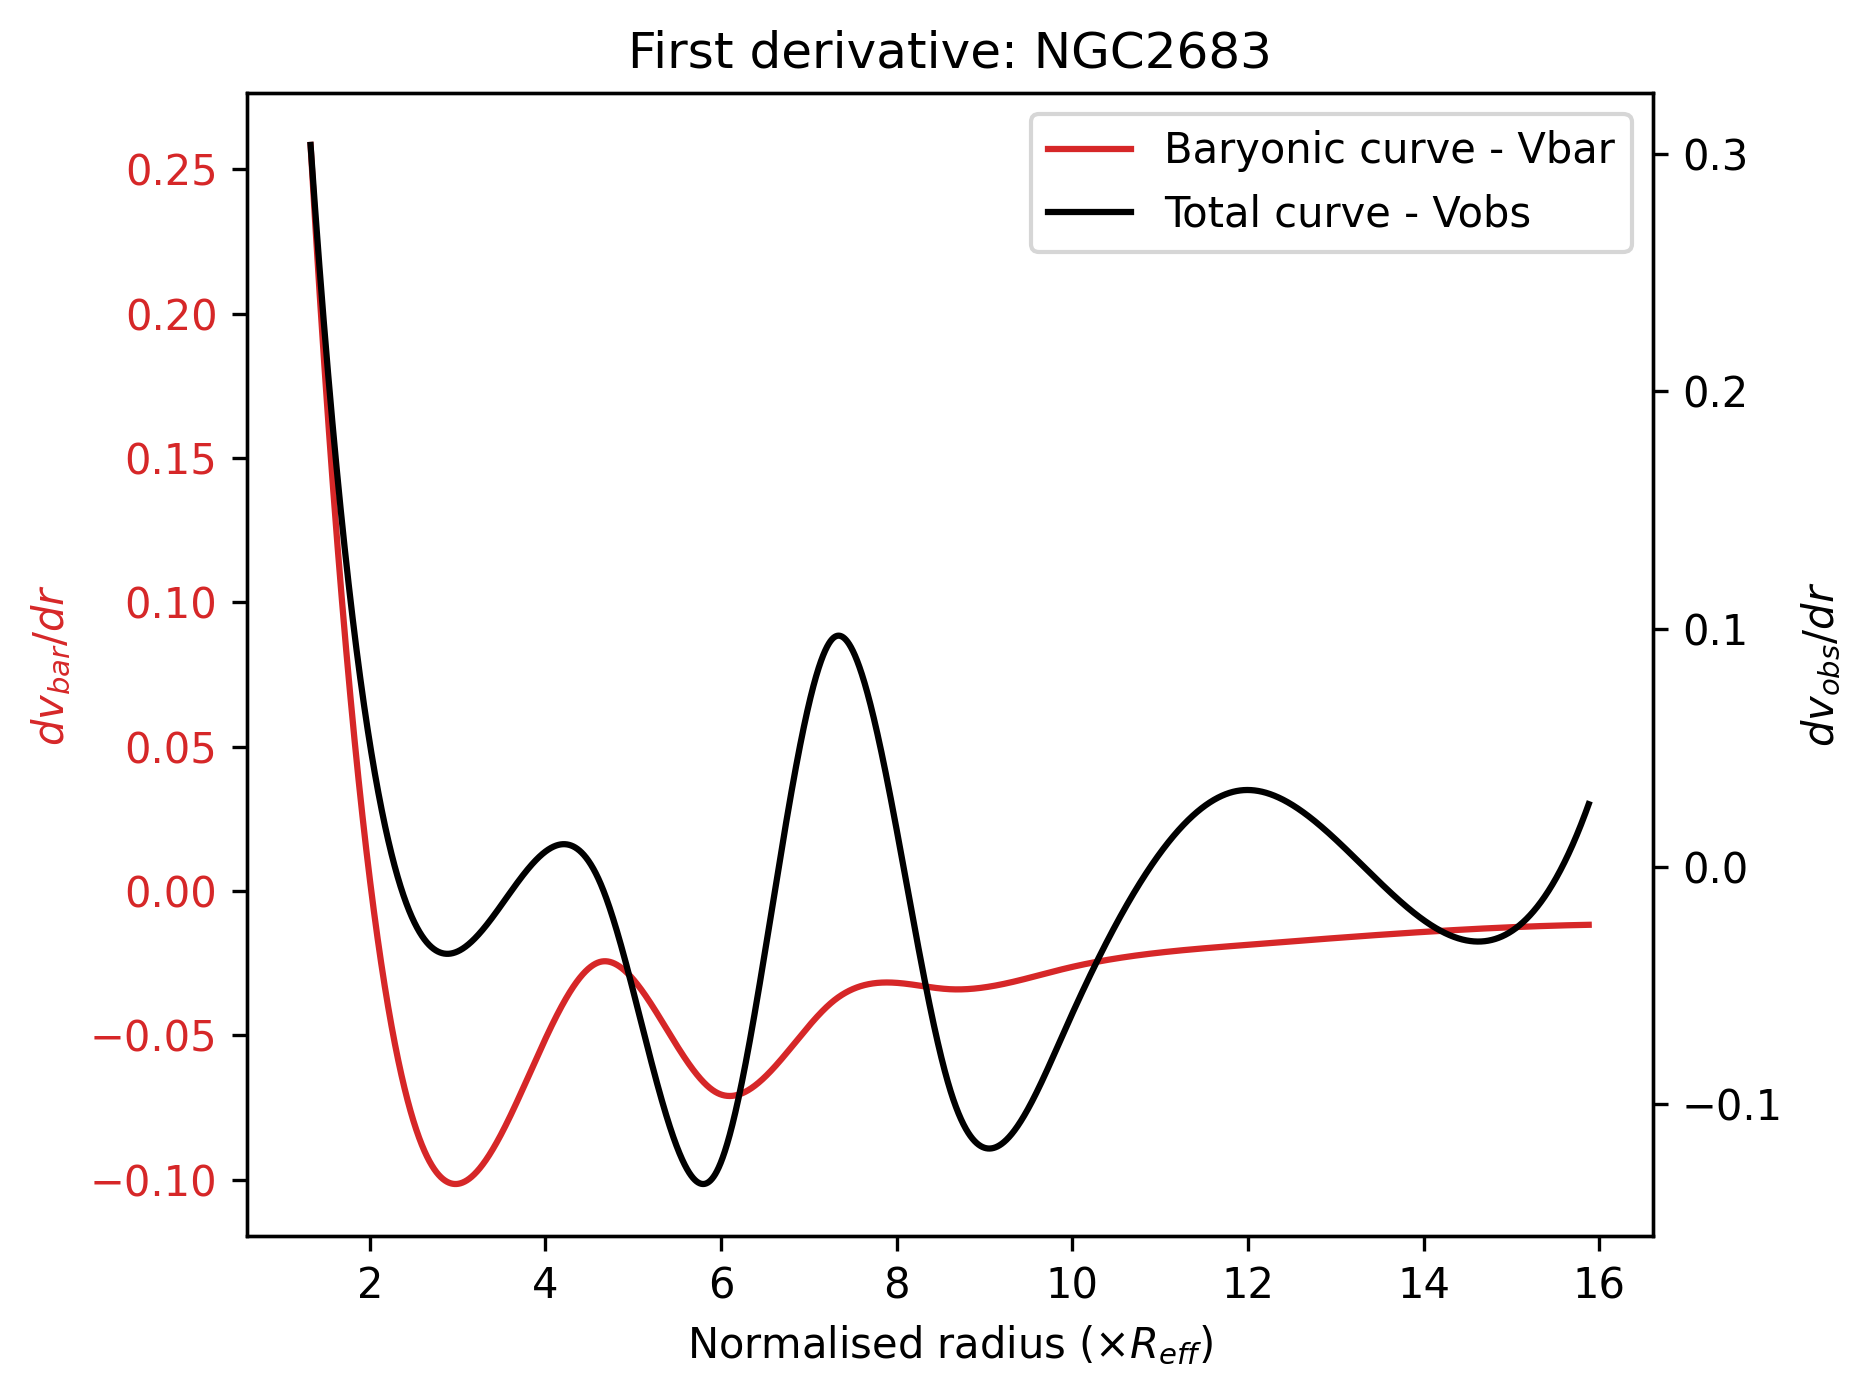 First derivative: NGC2683
Baryonic curve - Vbar
Total curve - Vobs
0.25
0.20
0.15
0.10
0.05
0.00
−0.05
−0.10
dv_bar/dr
0.3
0.2
0.1
0.0
−0.1
dv_obs/dr
2 4 6 8 10 12 14 16
Normalised radius (×R_eff)